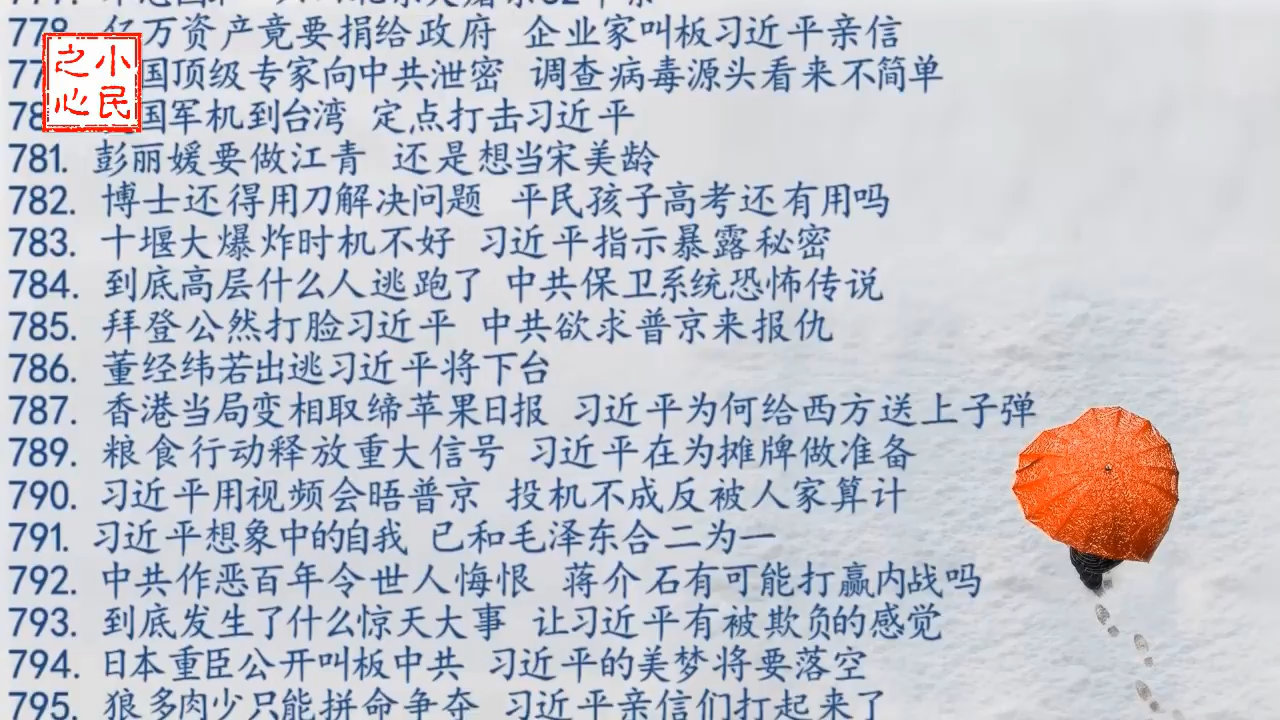 778. 亿万资产竟要捐给政府 企业家叫板习近平亲信
国顶级专家向中共泄密 调查病毒源头看来不简单
国军机到台湾 定点打击习近平
781. 彭丽媛要做江青 还是想当宋美龄
782. 博士还得用刀解决问题 平民孩子高考还有用吗
783. 十堰大爆炸时机不好 习近平指示暴露秘密
784. 到底高层什么人逃跑了 中共保卫系统恐怖传说
785. 拜登公然打脸习近平 中共欲求普京来报仇
786. 董经纬若出逃习近平将下台
787. 香港当局变相取缔苹果日报 习近平为何给西方送上子弹
789. 粮食行动释放重大信号 习近平在为摊牌做准备
790. 习近平用视频会晤普京 投机不成反被人家算计
791. 习近平想象中的自我 已和毛泽东合二为一
792. 中共作恶百年令世人悔恨 蒋介石有可能打赢内战吗
793. 到底发生了什么惊天大事 让习近平有被欺负的感觉
794. 日本重臣公开叫板中共 习近平的美梦将要落空
795. 狼多肉少只能拼命争夺 习近平亲信们打起来了
小民之心